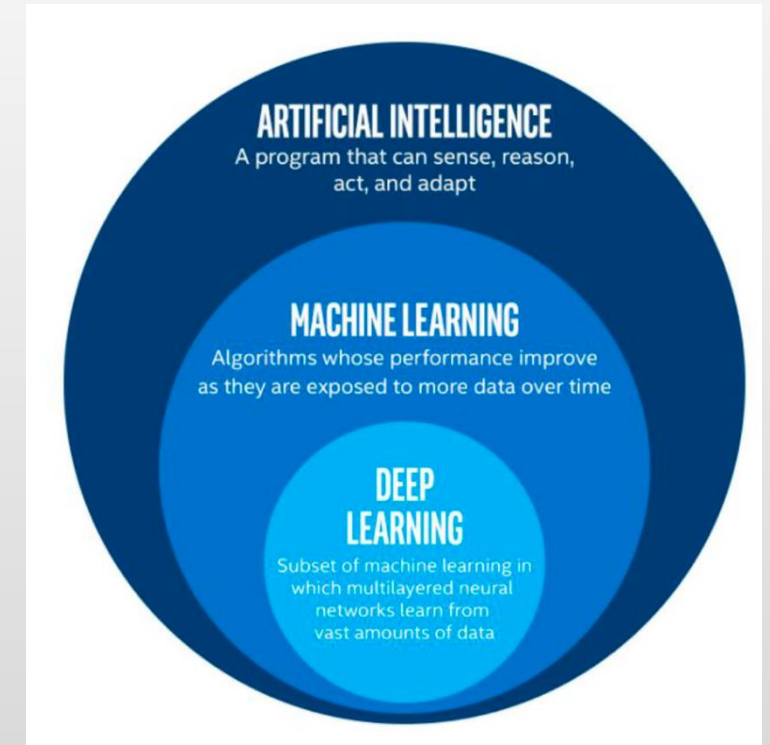 ARTIFICIAL INTELLIGENCE
A program that can sense, reason,
act, and adapt
MACHINE LEARNING
Algorithms whose performance improve
as they are exposed to more data over time
DEEP
LEARNING
Subset of machine learning in
which multilayered neural
networks learn from
vast amounts of data